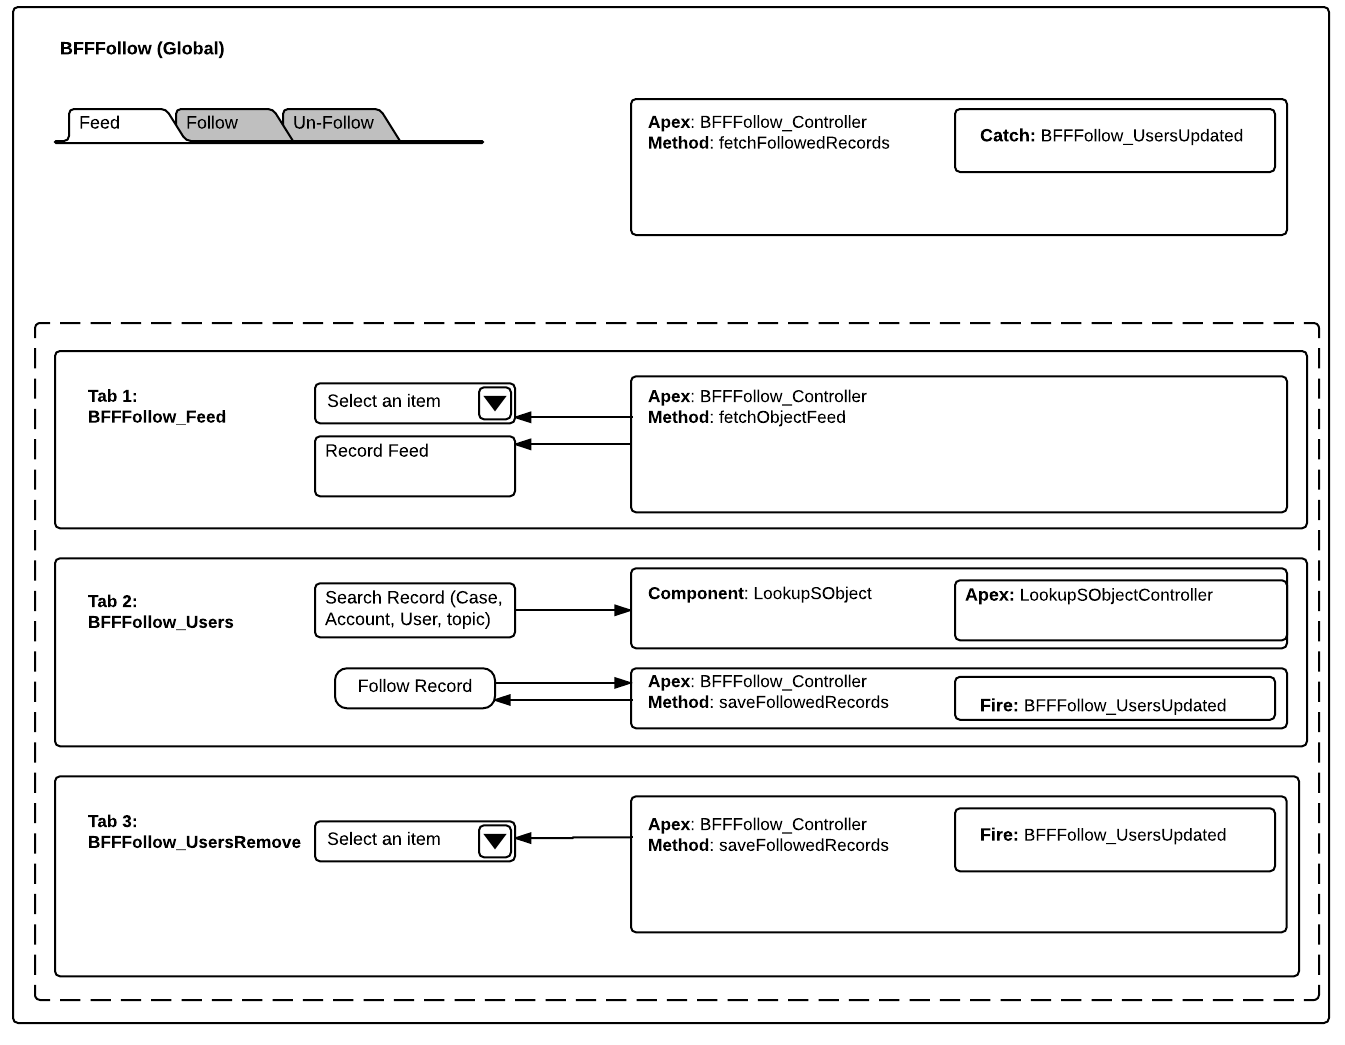 BFFFollow (Global)
Feed
Follow
Un-Follow
Apex: BFFFollow_Controller
Method: fetchFollowedRecords
Catch: BFFFollow_UsersUpdated
Tab 1:
BFFFollow_Feed
Select an item
Record Feed
Apex: BFFFollow_Controller
Method: fetchObjectFeed
Tab 2:
BFFFollow_Users
Search Record (Case,
Account, User, topic)
Component: LookupSObject
Apex: LookupSObjectController
Follow Record
Apex: BFFFollow_Controller
Method: saveFollowedRecords
Fire: BFFFollow_UsersUpdated
Tab 3:
BFFFollow_UsersRemove
Select an item
Apex: BFFFollow_Controller
Method: saveFollowedRecords
Fire: BFFFollow_UsersUpdated